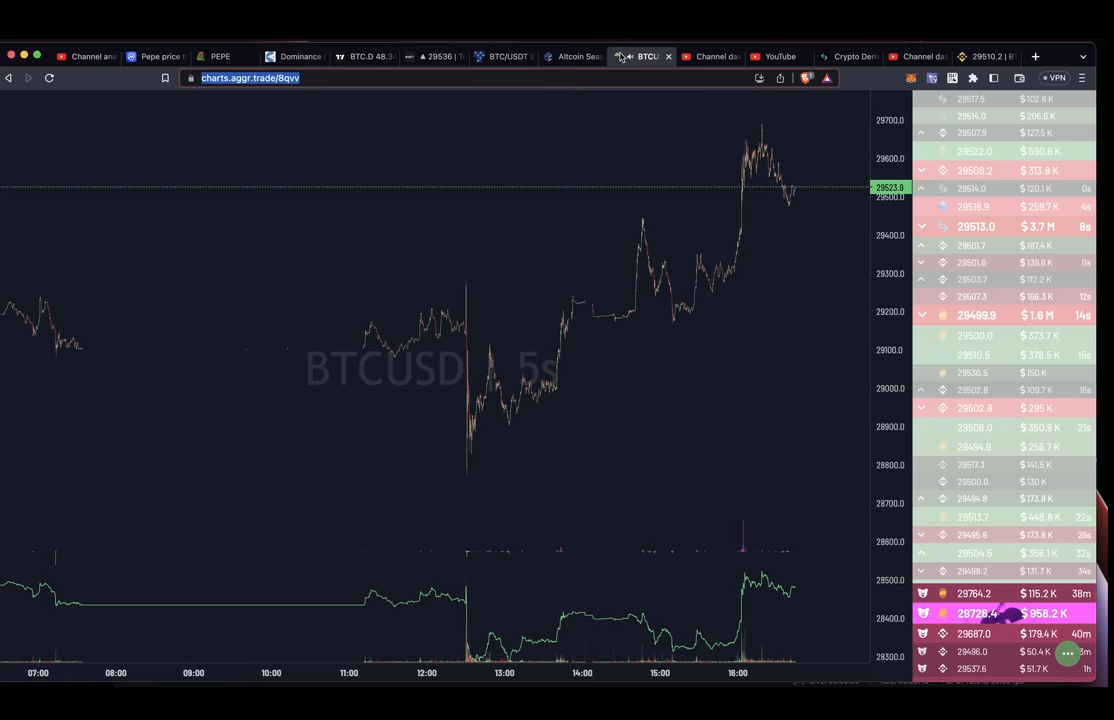 Channel ana
Pepe price to
PEPE
Dominance
BTC.D 48.34
29536 | T
BTC/USDT 2
Altcoin Seas
BTCU
Channel das
YouTube
Crypto Deriv
Channel das
29510.2 | BT
charts.aggr.trade/8qvv
VPN
BTCUSD | 5s
29700.0
29600.0
29523.9
29500.0
29400.0
29300.0
29200.0
29100.0
29000.0
28900.0
28800.0
28700.0
28600.0
28500.0
28400.0
28300.0
07:00 08:00 09:00 10:00 11:00 12:00 13:00 14:00 15:00 16:00
29517.5 $102.6 K
29514.0 $206.6 K
29507.9 $127.5 K
29522.0 $590.6 K
29508.2 $313.8 K
29514.0 $120.1 K 0s
29516.9 $259.7 K 4s
29513.0 $3.7 M 8s
29501.7 $187.4 K
29501.6 $139.6 K 11s
29503.7 $112.2 K
29507.3 $166.3 K 12s
29499.9 $1.6 M 14s
29500.0 $373.7 K
29510.5 $378.5 K 15s
29530.5 $150 K
29502.8 $109.7 K 16s
29502.8 $295 K
29506.0 $350.9 K 21s
29494.9 $258.7 K
29517.3 $141.5 K
29500.0 $130 K
29494.8 $173.8 K
29513.7 $446.8 K 22s
29495.6 $173.8 K 26s
29504.5 $356.1 K 32s
29498.2 $131.3 K 34s
29764.2 $115.2 K 38m
29726.4 $958.2 K
29687.0 $179.4 K 40m
29496.0 $50.4 K 3m
29537.6 $51.7 K 1h